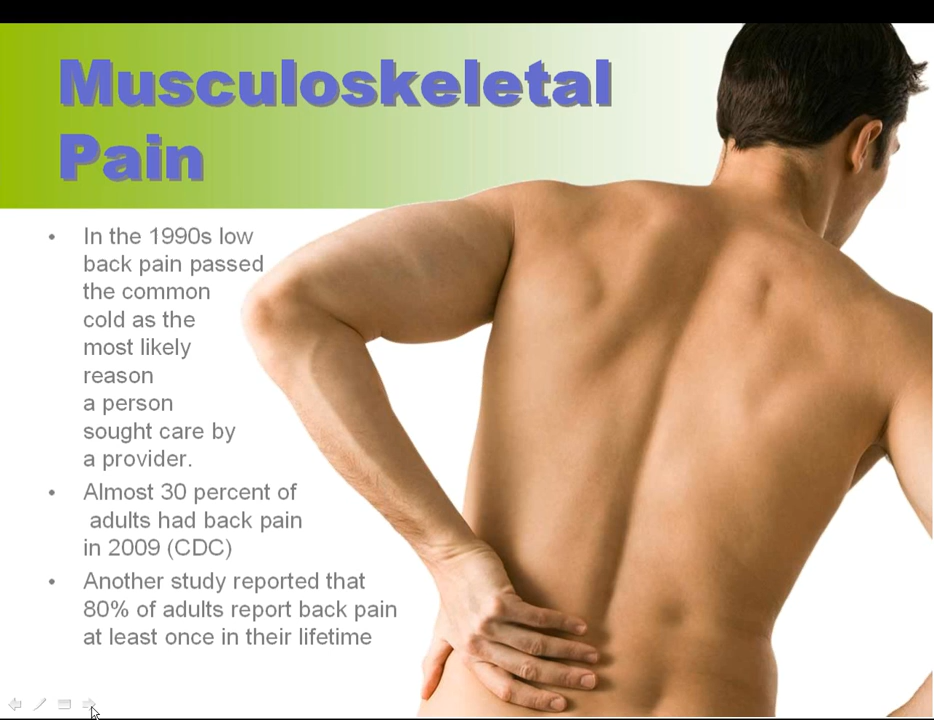 Musculoskeletal
Pain
• In the 1990s low
back pain passed
the common
cold as the
most likely
reason
a person
sought care by
a provider.
• Almost 30 percent of
adults had back pain
in 2009 (CDC)
• Another study reported that
80% of adults report back pain
at least once in their lifetime